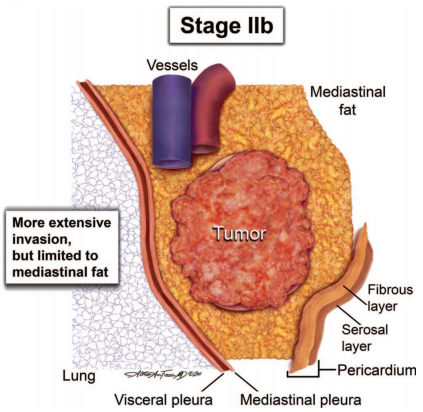 Stage IIb
Vessels
Mediastinal
fat
More extensive
invasion,
but limited to
mediastinal fat
Tumor
Fibrous
layer
Serosal
layer
Pericardium
Lung
Visceral pleura
Mediastinal pleura